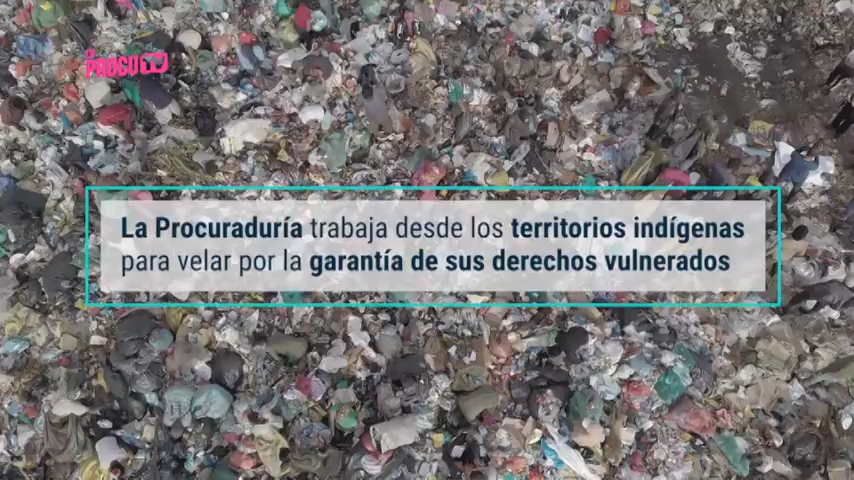 PROCU
La Procuraduría trabaja desde los territorios indígenas
para velar por la garantía de sus derechos vulnerados